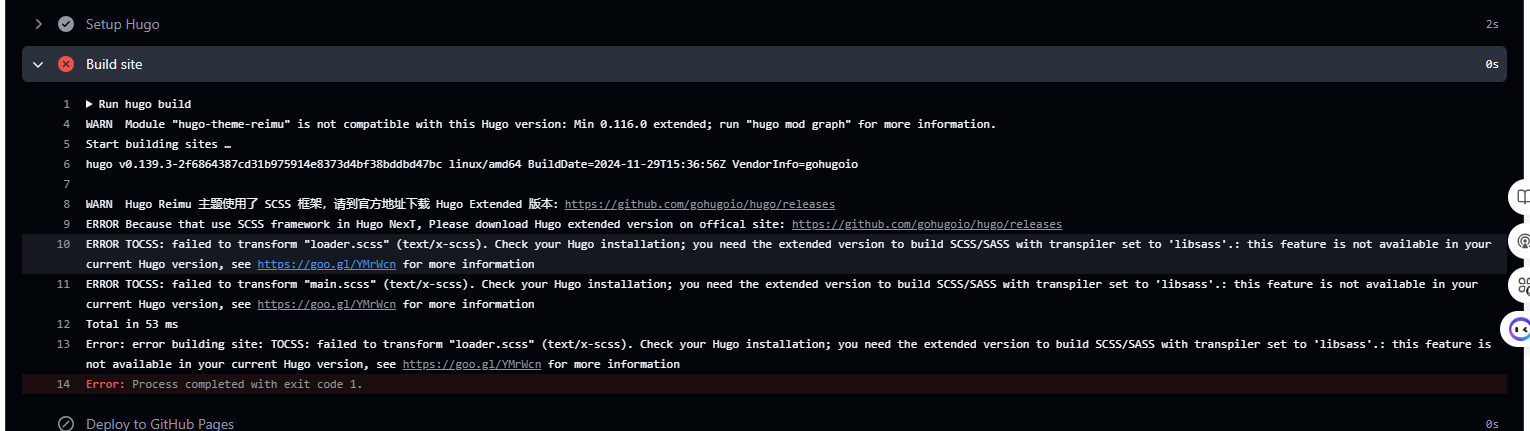 Setup Hugo 2s
Build site 0s
1 Run hugo build
4 WARN  Module "hugo-theme-reimu" is not compatible with this Hugo version: Min 0.116.0 extended; run "hugo mod graph" for more information.
5 Start building sites …
6 hugo v0.139.3-2f6864387cd31b975914e8373d4bf38bddbd47bc linux/amd64 BuildDate=2024-11-29T15:36:56Z VendorInfo=gohugoio
7
8 WARN  Hugo Reimu 主题使用了 SCSS 框架，请到官方地址下载 Hugo Extended 版本: https://github.com/gohugoio/hugo/releases
9 ERROR Because that use SCSS framework in Hugo NexT, Please download Hugo extended version on offical site: https://github.com/gohugoio/hugo/releases
10 ERROR TOCSS: failed to transform "loader.scss" (text/x-scss). Check your Hugo installation; you need the extended version to build SCSS/SASS with transpiler set to 'libsass'.: this feature is not available in your
current Hugo version, see https://goo.gl/YMrWcn for more information
11 ERROR TOCSS: failed to transform "main.scss" (text/x-scss). Check your Hugo installation; you need the extended version to build SCSS/SASS with transpiler set to 'libsass'.: this feature is not available in your
current Hugo version, see https://goo.gl/YMrWcn for more information
12 Total in 53 ms
13 Error: error building site: TOCSS: failed to transform "loader.scss" (text/x-scss). Check your Hugo installation; you need the extended version to build SCSS/SASS with transpiler set to 'libsass'.: this feature is
not available in your current Hugo version, see https://goo.gl/YMrWcn for more information
14 Error: Process completed with exit code 1.
Deploy to GitHub Pages 0s